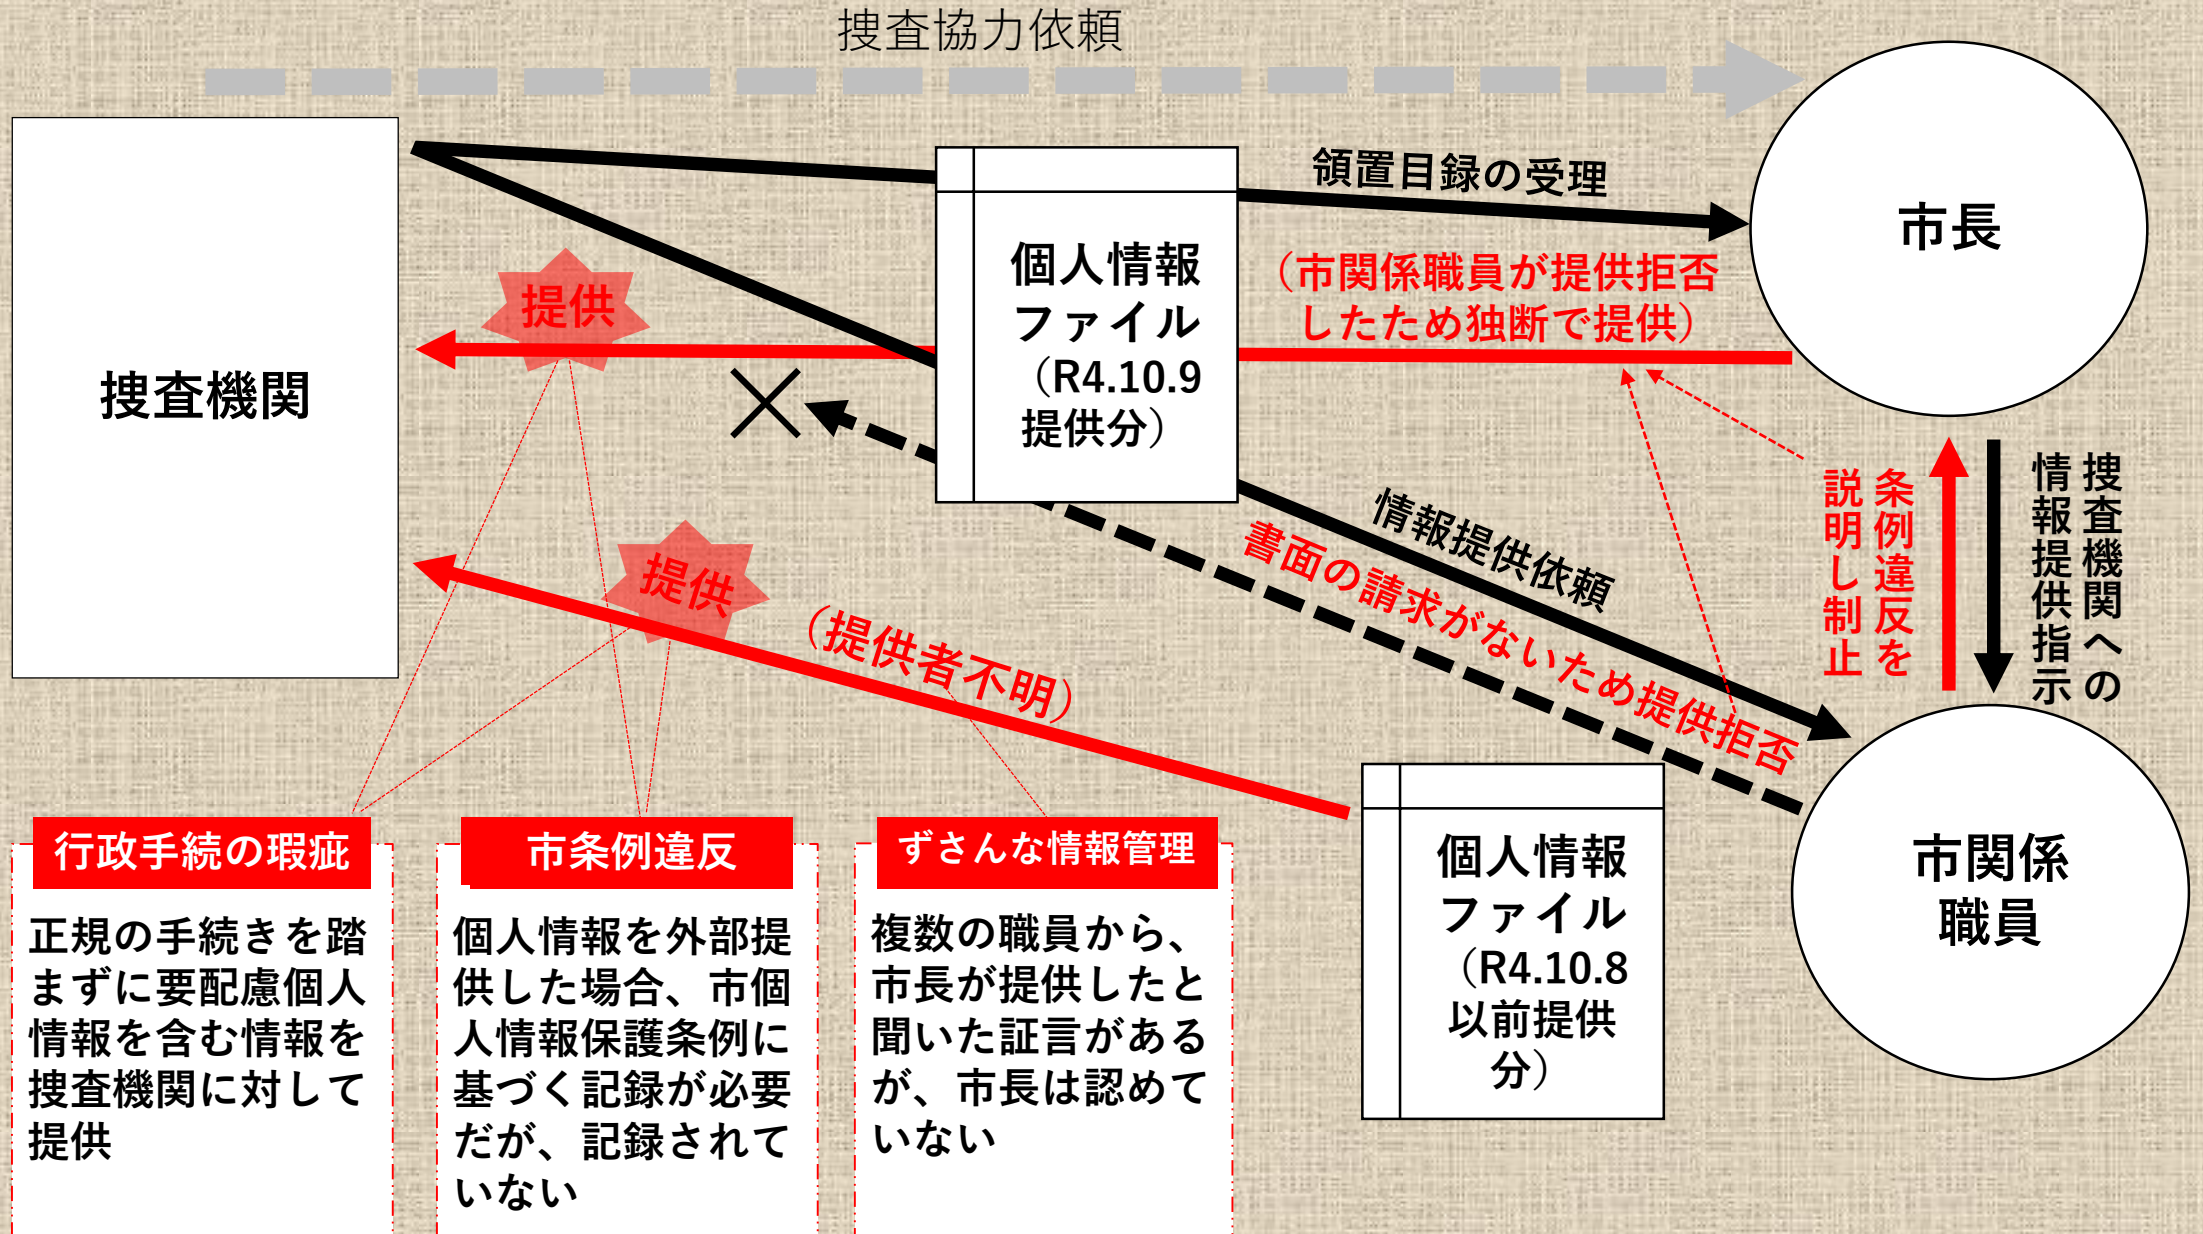 捜査協力依頼
捜査機関
個人情報
ファイル
（R4.10.9
提供分）
領置目録の受理
市長
（市関係職員が提供拒否
したため独断で提供）
提供
情報提供依頼
書面の請求がないため提供拒否
条例違反を
説明し制止
捜査機関への
情報提供指示
提供
（提供者不明）
個人情報
ファイル
（R4.10.8
以前提供
分）
市関係
職員
行政手続の瑕疵
正規の手続きを踏
まずに要配慮個人
情報を含む情報を
捜査機関に対して
提供
市条例違反
個人情報を外部提
供した場合、市個
人情報保護条例に
基づく記録が必要
だが、記録されて
いない
ずさんな情報管理
複数の職員から、
市長が提供したと
聞いた証言がある
が、市長は認めて
いない